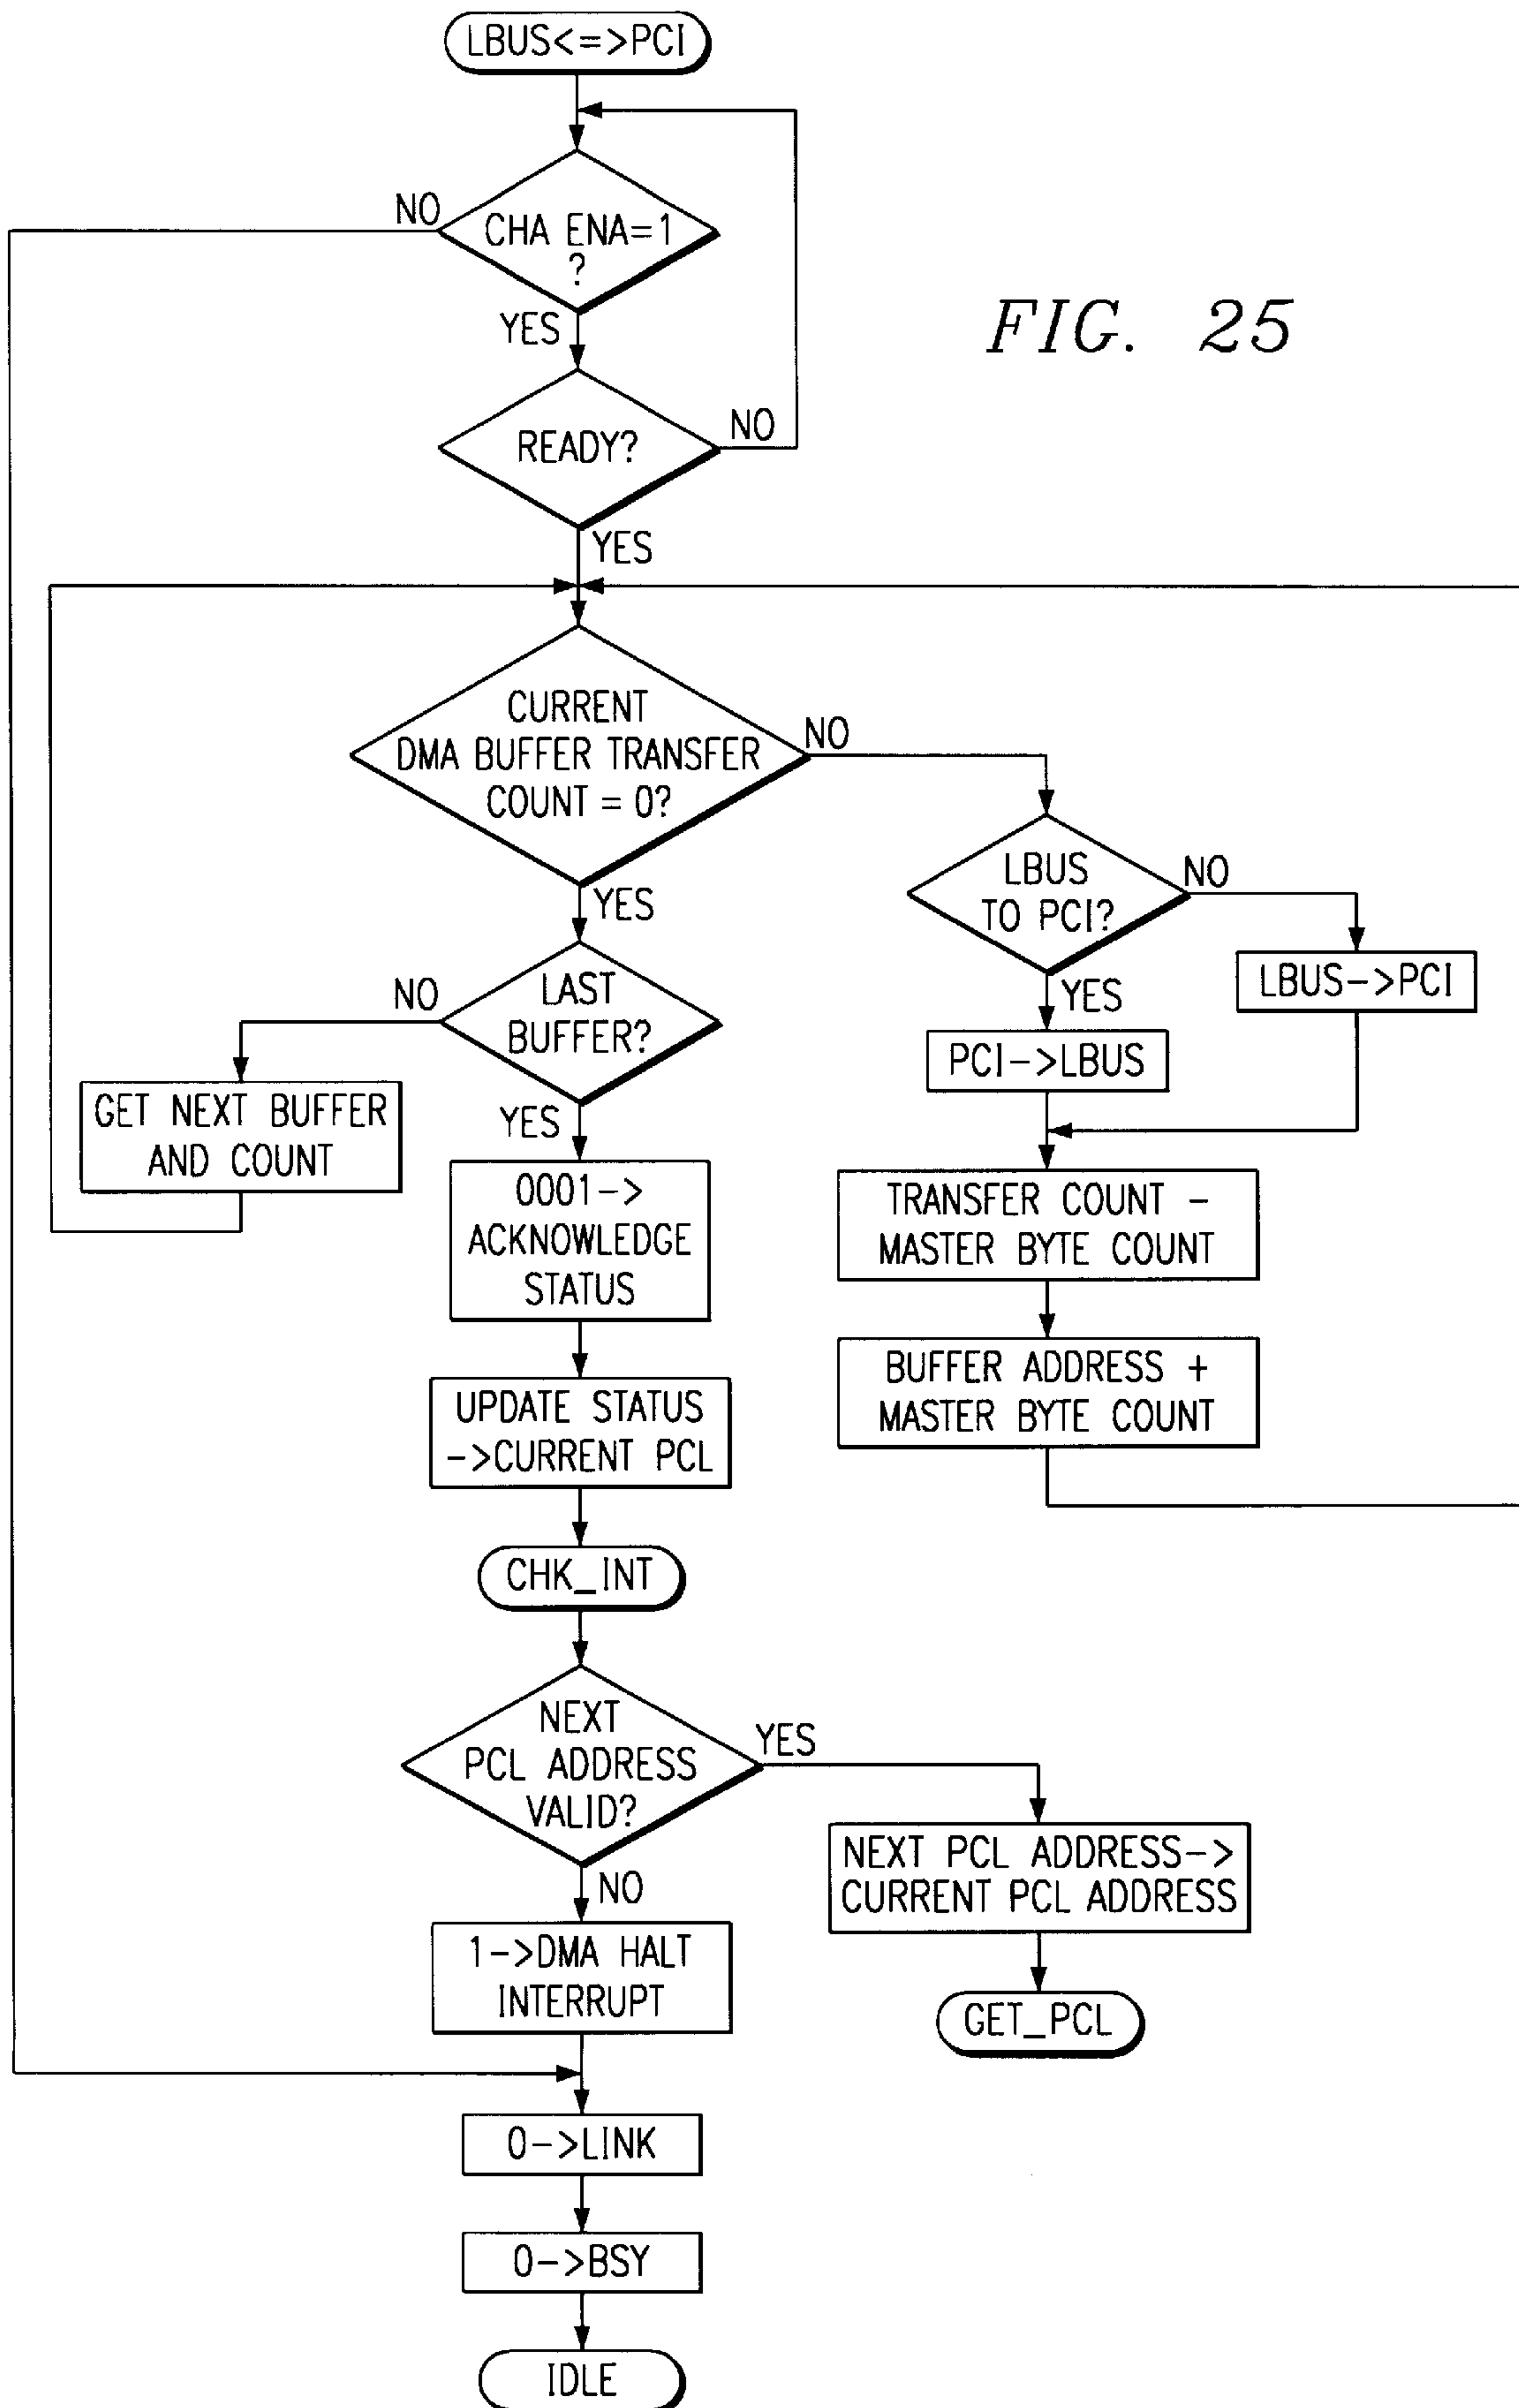 LBUS<=>PCI
NO
CHA ENA=1
?
YES
FIG. 25
READY?
NO
YES
CURRENT
DMA BUFFER TRANSFER
COUNT = 0?
NO
YES
LBUS
TO PCI?
NO
YES
LBUS->PCI
PCI->LBUS
LAST
BUFFER?
NO
YES
GET NEXT BUFFER
AND COUNT
0001->
ACKNOWLEDGE
STATUS
TRANSFER COUNT -
MASTER BYTE COUNT
BUFFER ADDRESS +
MASTER BYTE COUNT
UPDATE STATUS
->CURRENT PCL
CHK_INT
NEXT
PCL ADDRESS
VALID?
YES
NO
NEXT PCL ADDRESS->
CURRENT PCL ADDRESS
1->DMA HALT
INTERRUPT
GET_PCL
0->LINK
0->BSY
IDLE